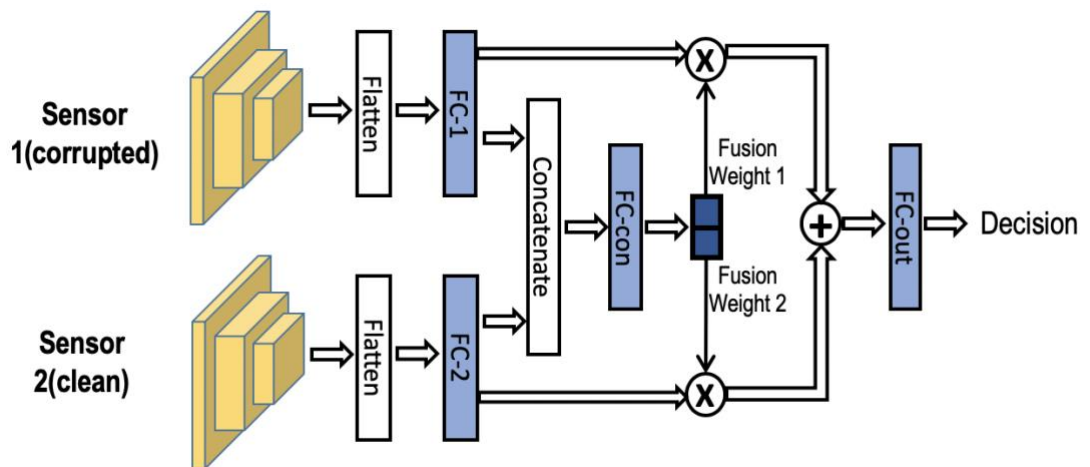 Sensor
1(corrupted)
Flatten
FC-1
Concatenate
FC-con
Fusion
Weight 1
X
+
FC-out
Decision
Sensor
2(clean)
Flatten
FC-2
Fusion
Weight 2
X